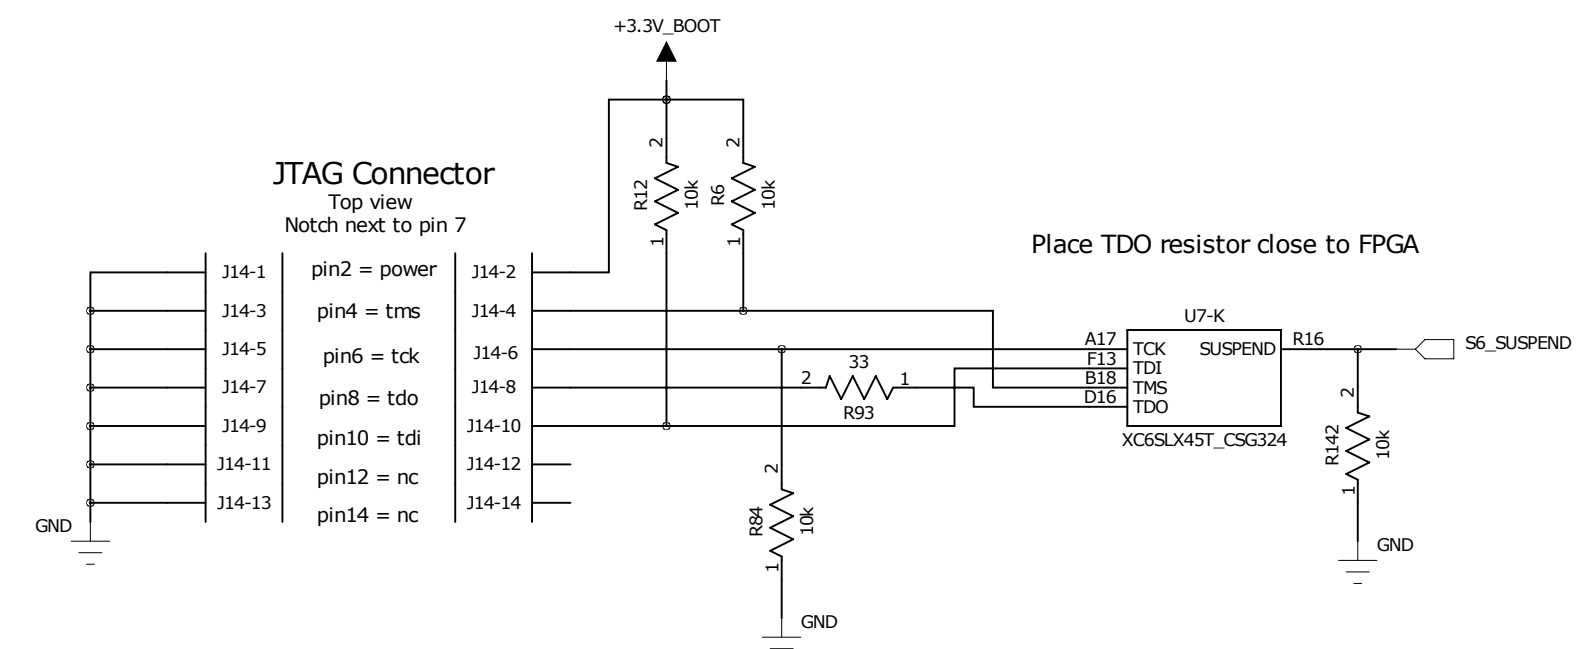 +3.3V_BOOT
JTAG Connector
Top view
Notch next to pin 7
2
R12
10k
1
2
R6
10k
1
Place TDO resistor close to FPGA
J14-1
pin2 = power
J14-2
J14-3
pin4 = tms
J14-4
J14-5
pin6 = tck
J14-6
J14-7
pin8 = tdo
J14-8
J14-9
pin10 = tdi
J14-10
J14-11
pin12 = nc
J14-12
J14-13
pin14 = nc
J14-14
GND
2
33
1
R93
2
R84
10k
1
GND
U7-K
A17
TCK
SUSPEND
R16
F13
TDI
B18
TMS
D16
TDO
XC6SLX45T_CSG324
S6_SUSPEND
2
R142
10k
1
GND